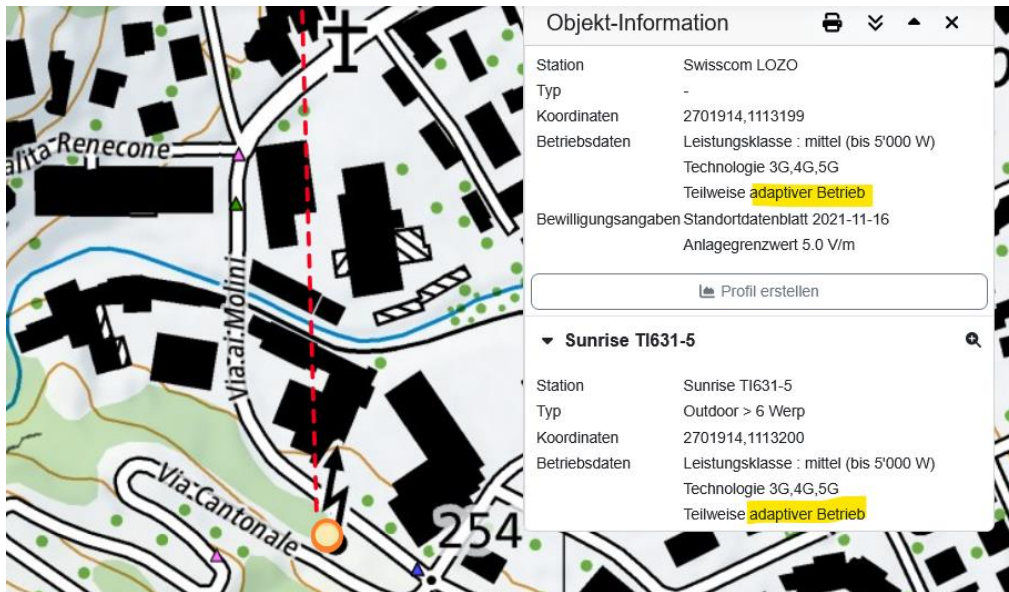 Objekt-Information
Station Swisscom LOZO
Typ -
Koordinaten 2701914,1113199
Betriebsdaten Leistungsklasse : mittel (bis 5'000 W)
Technologie 3G,4G,5G
Teilweise adaptiver Betrieb
Bewilligungsangaben Standortdatenblatt 2021-11-16
Anlagegrenzwert 5.0 V/m
Profil erstellen
Sunrise TI631-5
Station Sunrise TI631-5
Typ Outdoor > 6 Werp
Koordinaten 2701914,1113200
Betriebsdaten Leistungsklasse : mittel (bis 5'000 W)
Technologie 3G,4G,5G
Teilweise adaptiver Betrieb
alita Renecone
Via ai Molini
Via Cantonale
254